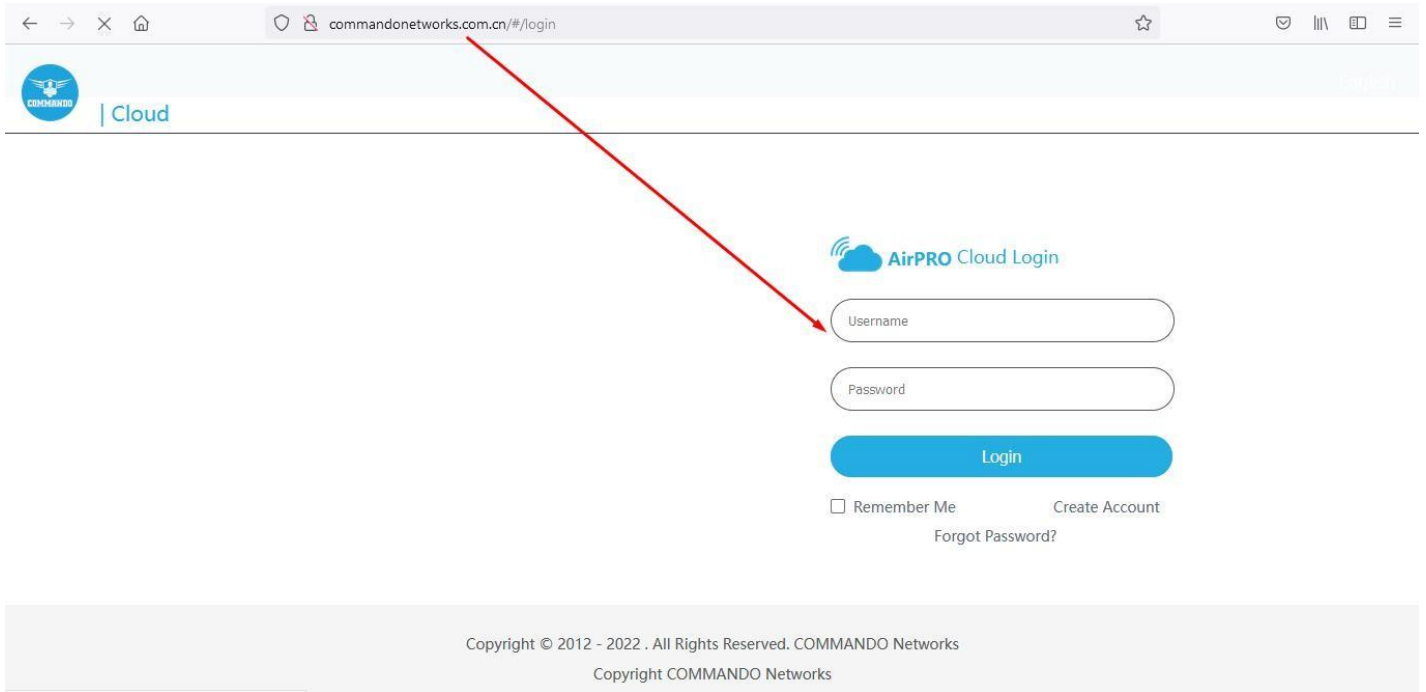 commandonetworks.com.cn/#/login
COMMANDO
| Cloud
AirPRO Cloud Login
Username
Password
Login
Remember Me
Create Account
Forgot Password?
Copyright © 2012 - 2022 . All Rights Reserved. COMMANDO Networks
Copyright COMMANDO Networks